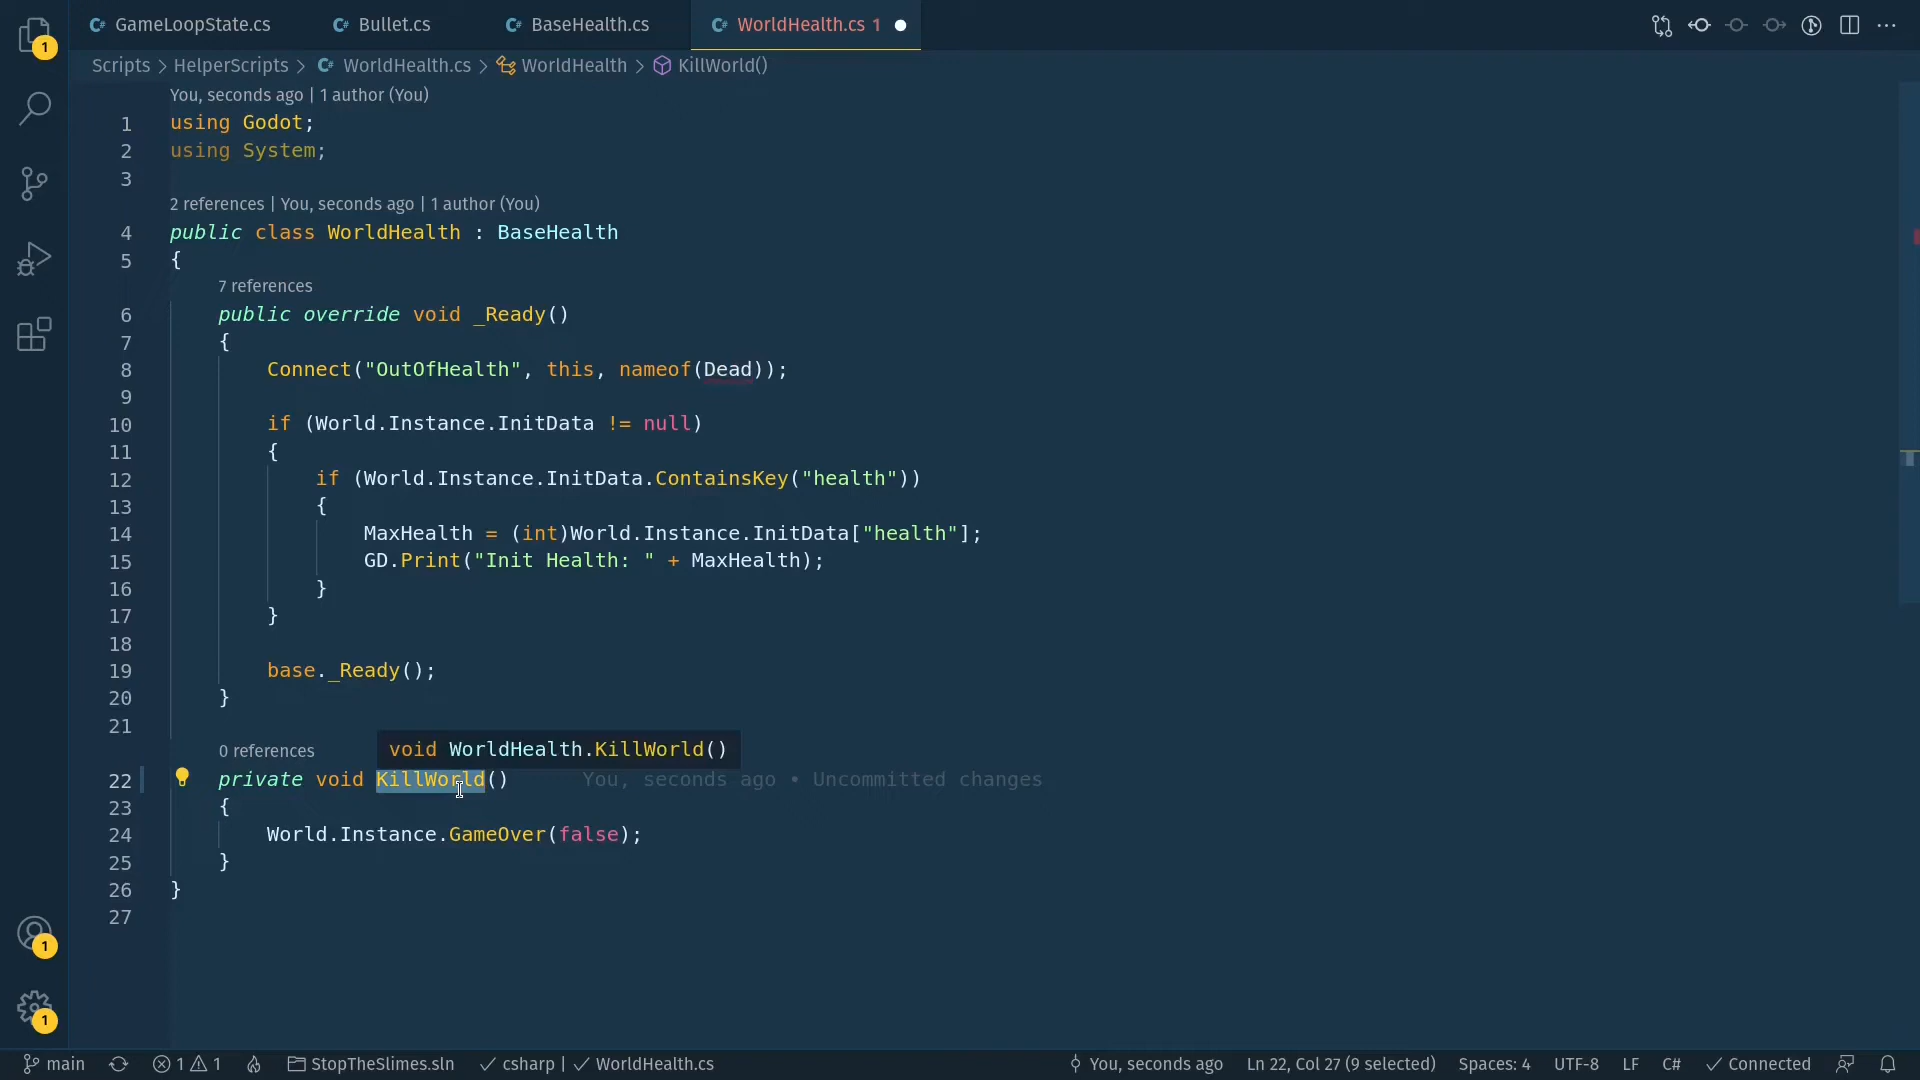 GameLoopState.cs Bullet.cs BaseHealth.cs WorldHealth.cs 1
Scripts > HelperScripts > WorldHealth.cs > WorldHealth > KillWorld()
You, seconds ago | 1 author (You)
1 using Godot;
2 using System;
3
2 references | You, seconds ago | 1 author (You)
4 public class WorldHealth : BaseHealth
5 {
7 references
6 public override void _Ready()
7 {
8 Connect("OutOfHealth", this, nameof(Dead));
9
10 if (World.Instance.InitData != null)
11 {
12 if (World.Instance.InitData.ContainsKey("health"))
13 {
14 MaxHealth = (int)World.Instance.InitData["health"];
15 GD.Print("Init Health: " + MaxHealth);
16 }
17 }
18
19 base._Ready();
20 }
21
void WorldHealth.KillWorld()
0 references
22 private void KillWorld() You, seconds ago • Uncommitted changes
23 {
24 World.Instance.GameOver(false);
25 }
26 }
27
1
1
1
main 1 1 StopTheSlimes.sln csharp | WorldHealth.cs You, seconds ago Ln 22, Col 27 (9 selected) Spaces: 4 UTF-8 LF C# Connected